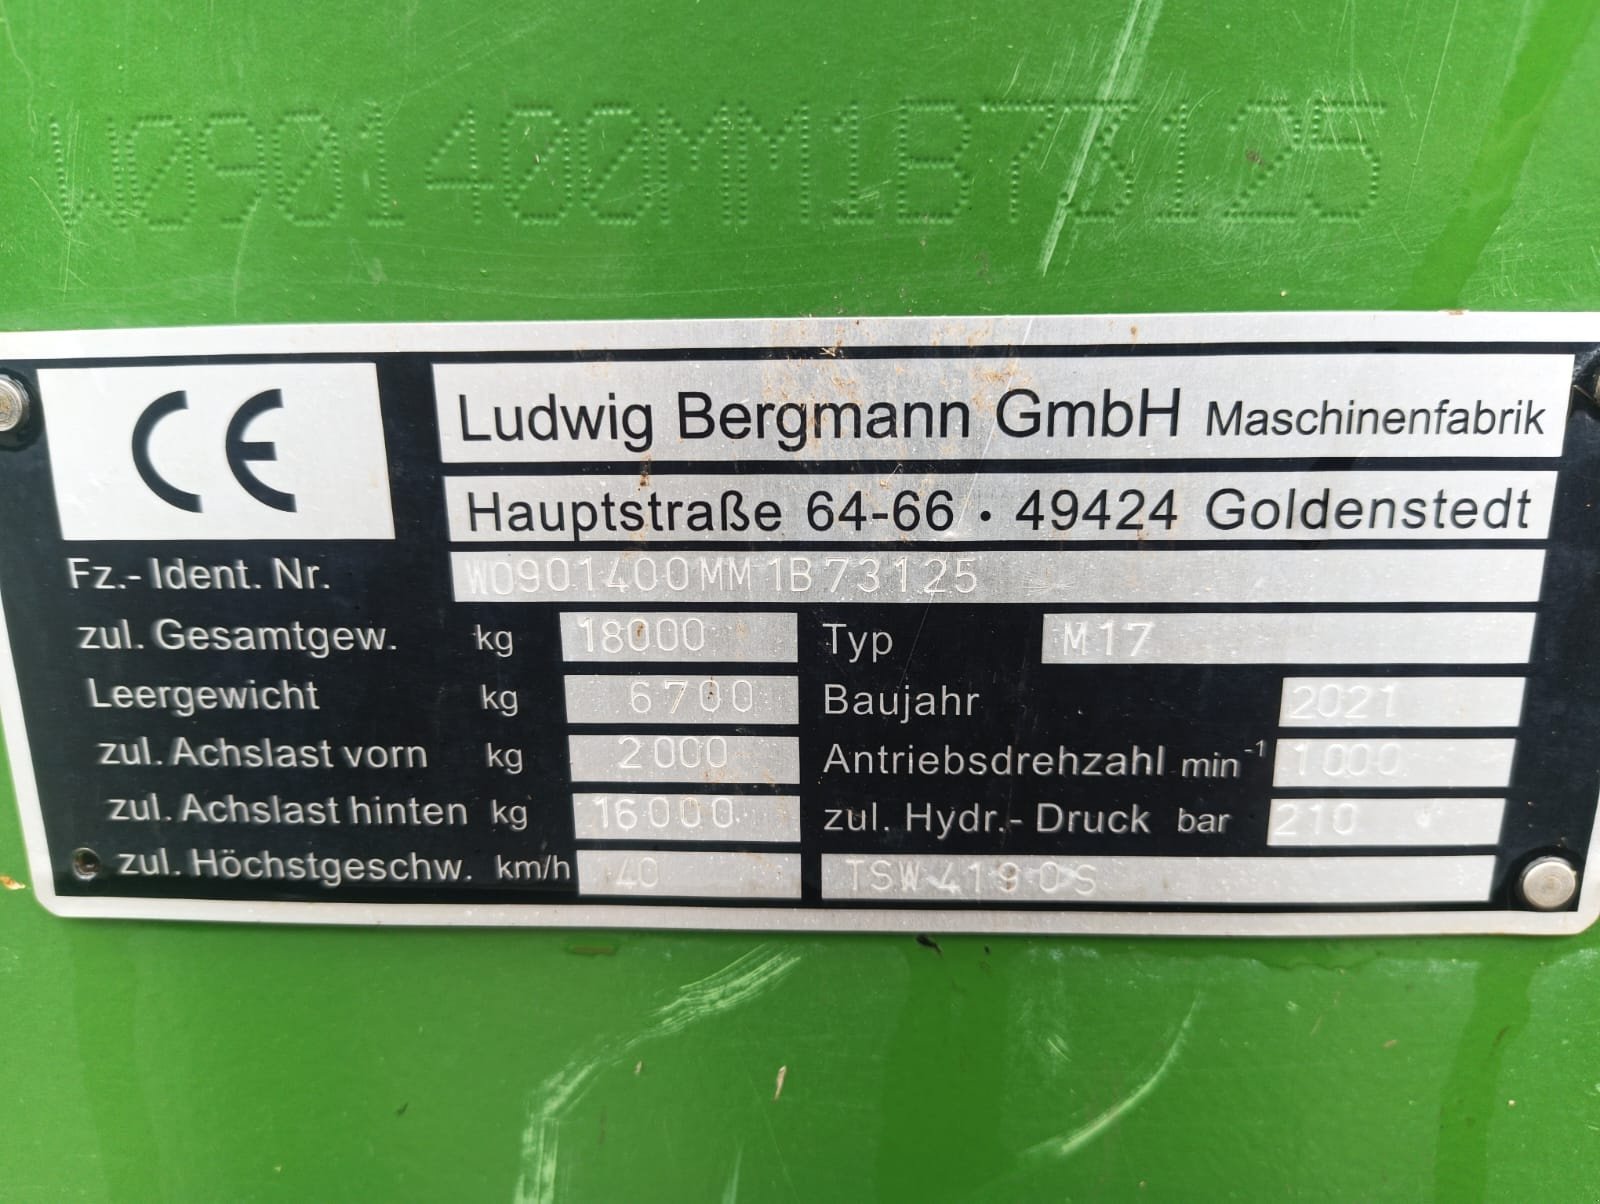 W0901400MM1B73125
CE
Ludwig Bergmann GmbH Maschinenfabrik
Hauptstraße 64-66 · 49424 Goldenstedt
Fz.- Ident. Nr. W0901400MM1B73125
zul. Gesamtgew. kg 18000 Typ M17
Leergewicht kg 6700 Baujahr 2021
zul. Achslast vorn kg 2000 Antriebsdrehzahl min⁻¹ 1000
zul. Achslast hinten kg 16000 zul. Hydr.- Druck bar 210
zul. Höchstgeschw. km/h 40 TSW4190S